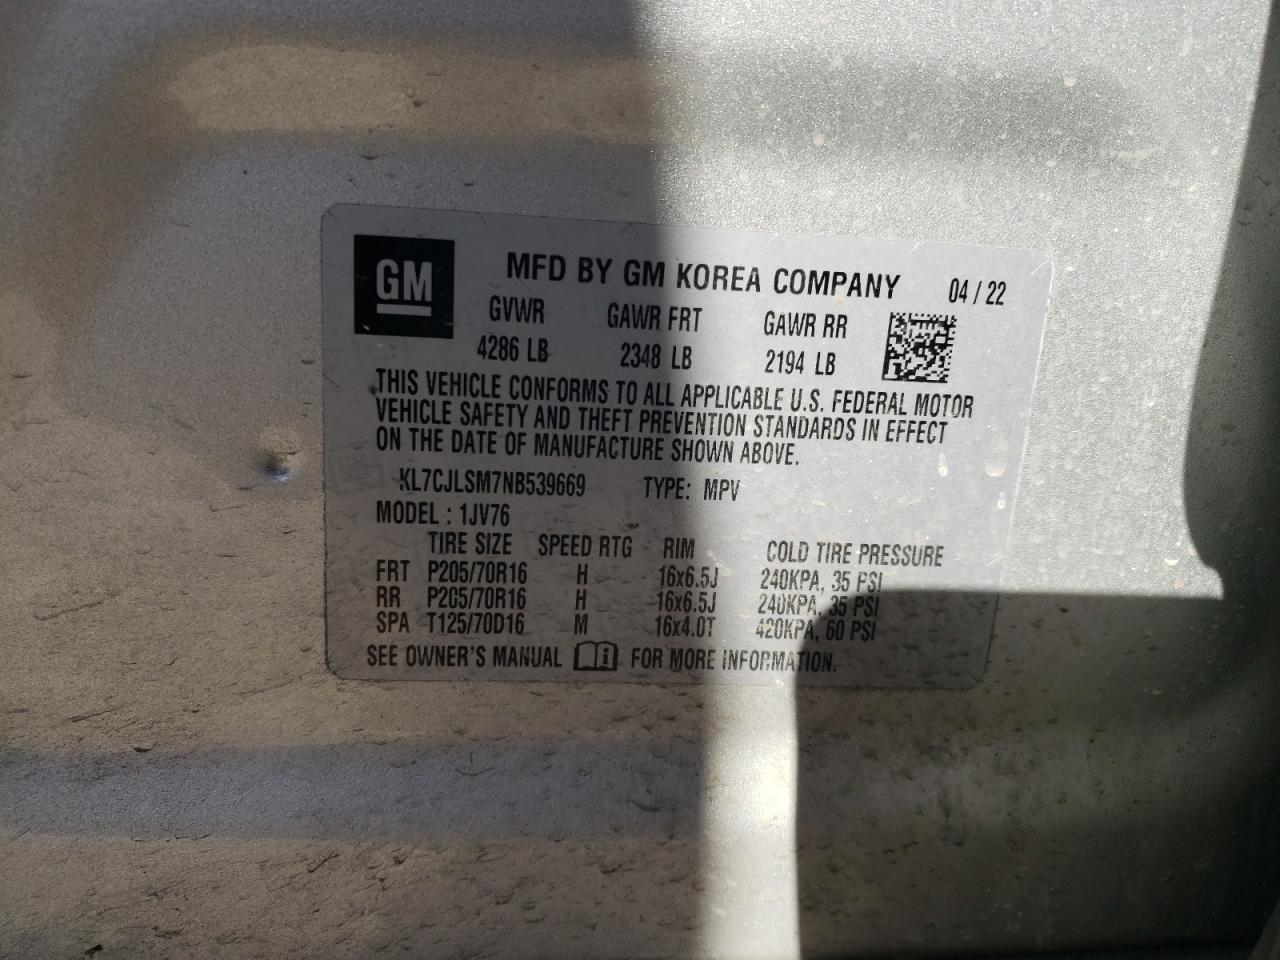 GM
MFD BY GM KOREA COMPANY 04 / 22
GVWR GAWR FRT GAWR RR
4286 LB 2348 LB 2194 LB
THIS VEHICLE CONFORMS TO ALL APPLICABLE U.S. FEDERAL MOTOR
VEHICLE SAFETY AND THEFT PREVENTION STANDARDS IN EFFECT
ON THE DATE OF MANUFACTURE SHOWN ABOVE.
KL7CJLSM7NB539669 TYPE: MPV
MODEL : 1JV76
TIRE SIZE SPEED RTG RIM COLD TIRE PRESSURE
FRT P205/70R16 H 16x6.5J 240KPA, 35 PSI
RR P205/70R16 H 16x6.5J 240KPA, 35 PSI
SPA T125/70D16 M 16x4.0T 420KPA, 60 PSI
SEE OWNER'S MANUAL FOR MORE INFORMATION.